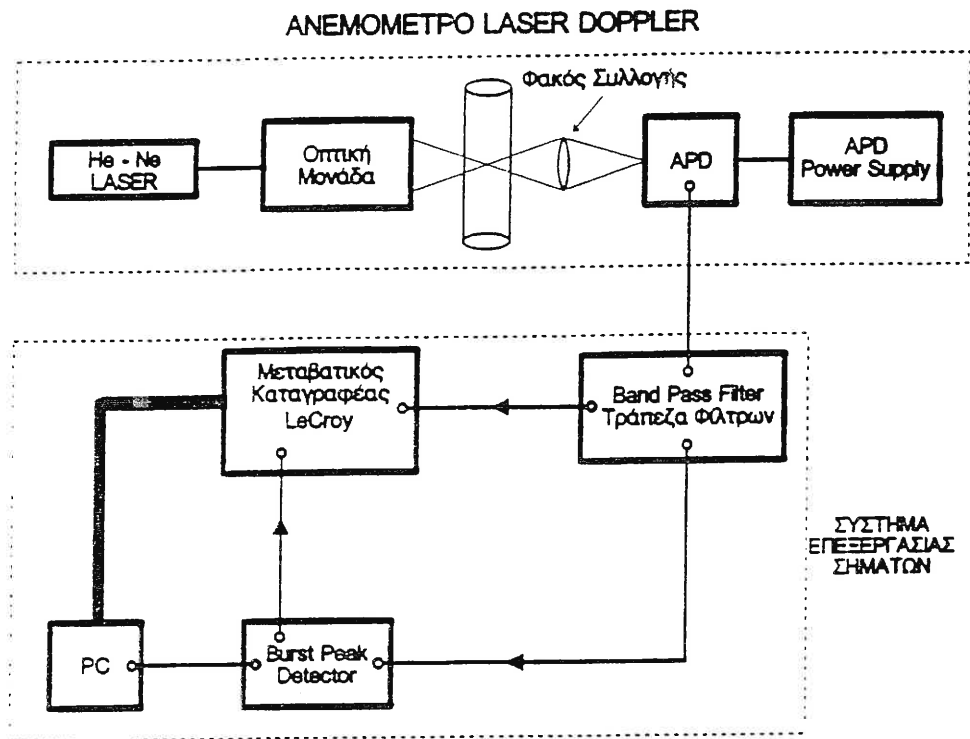 ΑΝΕΜΟΜΕΤΡΟ LASER DOPPLER
Φακός Συλλογής
He - Ne
LASER
Οπτική
Μονάδα
APD
APD
Power Supply
Μεταβατικός
Καταγραφέας
LeCroy
Band Pass Filter
Τράπεζα Φίλτρων
ΣΥΣΤΗΜΑ
ΕΠΕΞΕΡΓΑΣΙΑΣ
ΣΗΜΑΤΩΝ
PC
Burst Peak
Detector